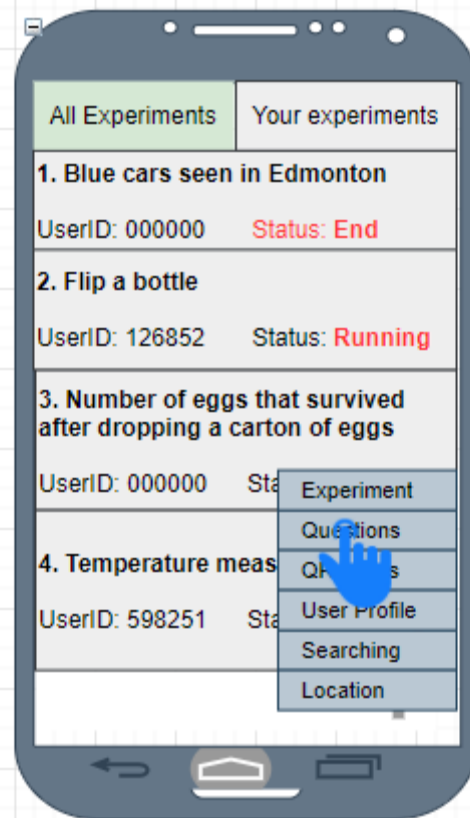 All Experiments Your experiments
1. Blue cars seen in Edmonton
UserID: 000000 Status: End
2. Flip a bottle
UserID: 126852 Status: Running
3. Number of eggs that survived
after dropping a carton of eggs
UserID: 000000
Experiment
Questions
4. Temperature
UserID: 598251
User Profile
Searching
Location